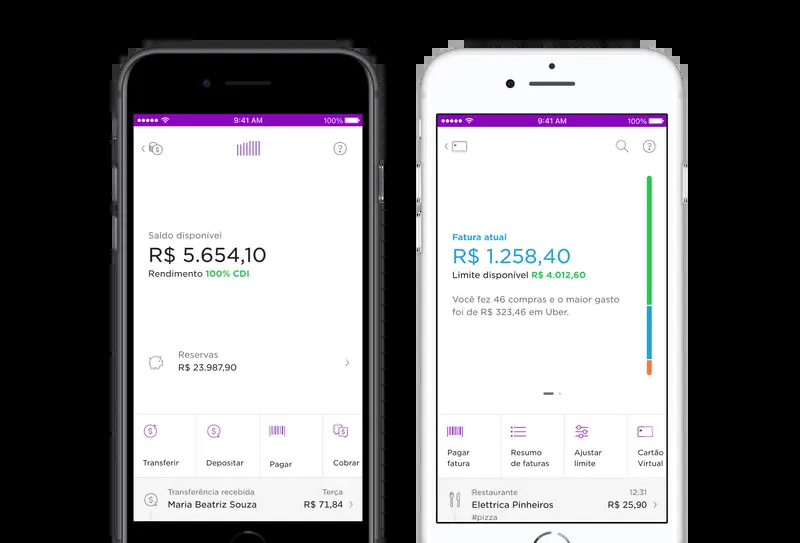 9:41 AM
100%
?
Saldo disponível
R$ 5.654,10
Rendimento 100% CDI
Reservas
R$ 23.987,90
Transferir
Depositar
Pagar
Cobrar
Transferência recebida
Terça
Maria Beatriz Souza
R$ 71,84
9:41 AM
100%
?
Fatura atual
R$ 1.258,40
Limite disponível R$ 4.012,60
Você fez 46 compras e o maior gasto
foi de R$ 323,46 em Uber.
Pagar
fatura
Resumo
de faturas
Ajustar
limite
Cartão
Virtual
Restaurante
12:31
Elettrica Pinheiros
R$ 25,90
#pizza